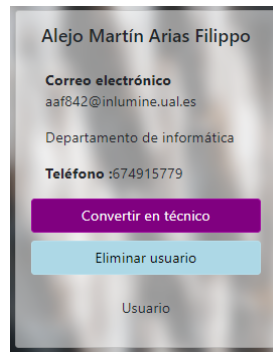 Alejo Martín Arias Filippo
Correo electrónico
aaf842@inlumine.ual.es
Departamento de informática
Teléfono :674915779
Convertir en técnico
Eliminar usuario
Usuario